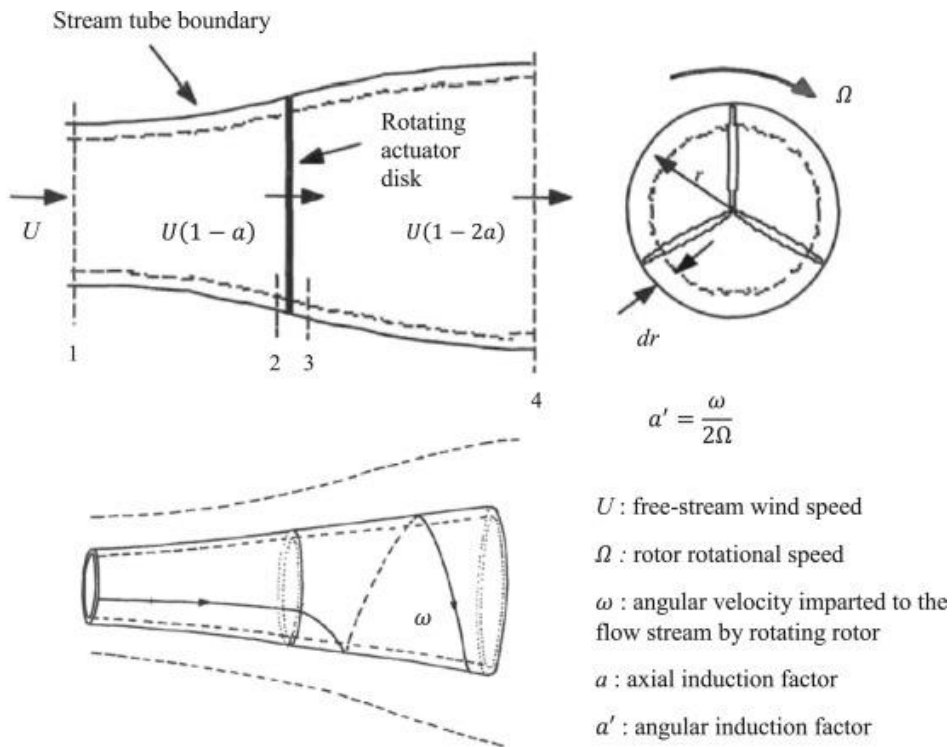 Stream tube boundary
Rotating
actuator
disk
Ω
r
U
U(1 − a)
U(1 − 2a)
dr
1
2
3
4
a′ = ω/2Ω
ω
U : free-stream wind speed
Ω : rotor rotational speed
ω : angular velocity imparted to the
flow stream by rotating rotor
a : axial induction factor
a′ : angular induction factor